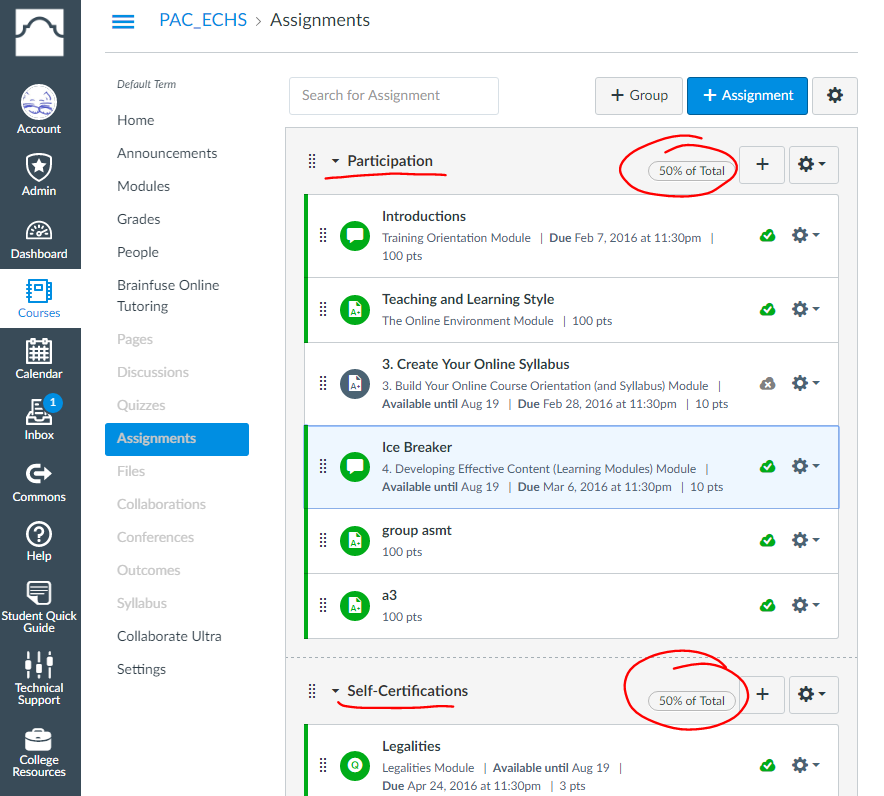 PAC_ECHS > Assignments
Account
Admin
Dashboard
Courses
Calendar
1
Inbox
Commons
Help
Student Quick
Guide
Technical
Support
College
Resources
Default Term
Home
Announcements
Modules
Grades
People
Brainfuse Online
Tutoring
Pages
Discussions
Quizzes
Assignments
Files
Collaborations
Conferences
Outcomes
Syllabus
Collaborate Ultra
Settings
Search for Assignment
+ Group
+ Assignment
Participation
50% of Total
+
Introductions
Training Orientation Module | Due Feb 7, 2016 at 11:30pm |
100 pts
Teaching and Learning Style
The Online Environment Module | 100 pts
3. Create Your Online Syllabus
3. Build Your Online Course Orientation (and Syllabus) Module |
Available until Aug 19 | Due Feb 28, 2016 at 11:30pm | 10 pts
Ice Breaker
4. Developing Effective Content (Learning Modules) Module |
Available until Aug 19 | Due Mar 6, 2016 at 11:30pm | 10 pts
group asmt
100 pts
a3
100 pts
Self-Certifications
50% of Total
+
Legalities
Legalities Module | Available until Aug 19 |
Due Apr 24, 2016 at 11:30pm | 3 pts